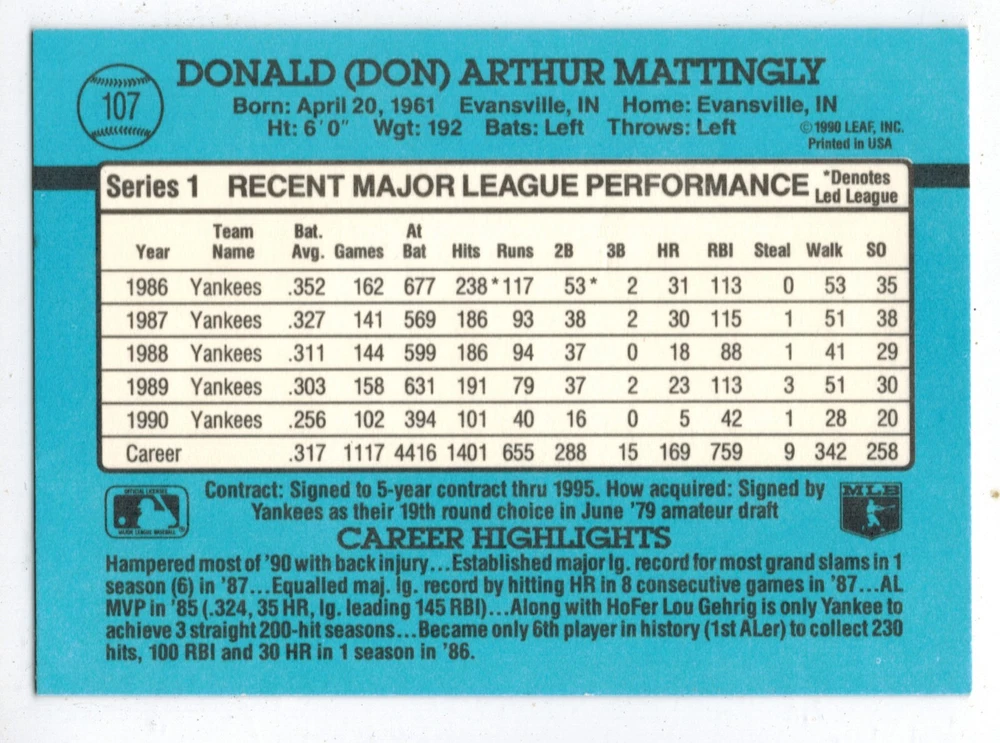 DONALD (DON) ARTHUR MATTINGLY
107
Born: April 20, 1961 Evansville, IN Home: Evansville, IN
Ht: 6'0" Wgt: 192 Bats: Left Throws: Left
© 1990 LEAF, INC.
Printed in USA
Series 1 RECENT MAJOR LEAGUE PERFORMANCE *Denotes Led League
Year Team Name Bat. Avg. Games At Bat Hits Runs 2B 3B HR RBI Steal Walk SO
1986 Yankees .352 162 677 238* 117 53* 2 31 113 0 53 35
1987 Yankees .327 141 569 186 93 38 2 30 115 1 51 38
1988 Yankees .311 144 599 186 94 37 0 18 88 1 41 29
1989 Yankees .303 158 631 191 79 37 2 23 113 3 51 30
1990 Yankees .256 102 394 101 40 16 0 5 42 1 28 20
Career .317 1117 4416 1401 655 288 15 169 759 9 342 258
Contract: Signed to 5-year contract thru 1995. How acquired: Signed by
Yankees as their 19th round choice in June '79 amateur draft
MLB
CAREER HIGHLIGHTS
Hampered most of '90 with back injury...Established major lg. record for most grand slams in 1
season (6) in '87...Equalled maj. lg. record by hitting HR in 8 consecutive games in '87...AL
MVP in '85 (.324, 35 HR, lg. leading 145 RBI)...Along with HoFer Lou Gehrig is only Yankee to
achieve 3 straight 200-hit seasons...Became only 6th player in history (1st ALer) to collect 230
hits, 100 RBI and 30 HR in 1 season in '86.